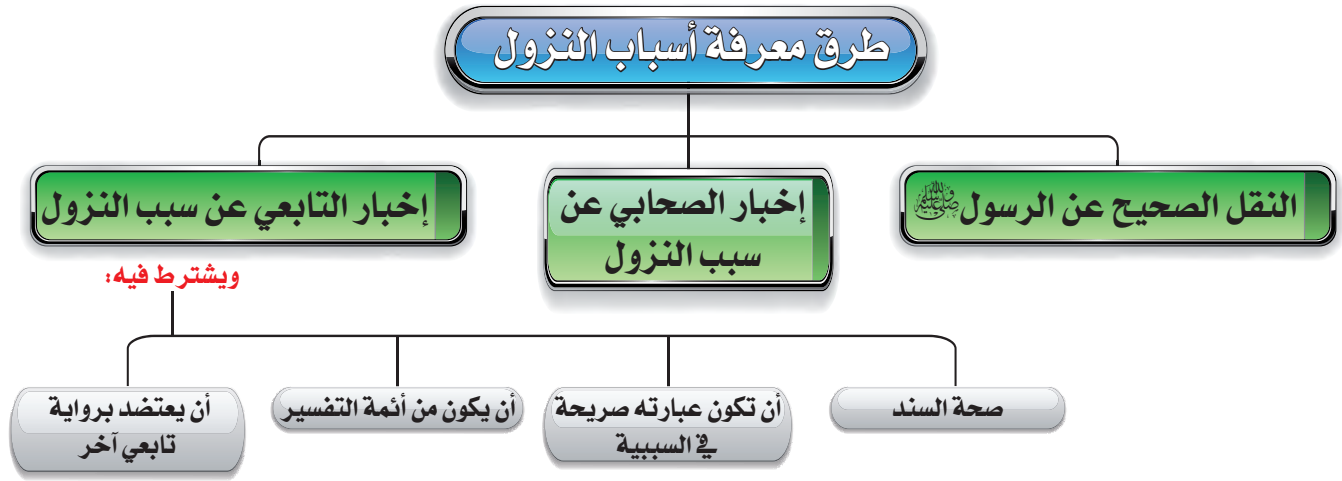 طرق معرفة أسباب النزول
النقل الصحيح عن الرسول ﷺ
إخبار الصحابي عن
سبب النزول
إخبار التابعي عن سبب النزول
ويشترط فيه:
صحة السند
أن تكون عبارته صريحة
في السببية
أن يكون من أئمة التفسير
أن يعتضد برواية
تابعي آخر